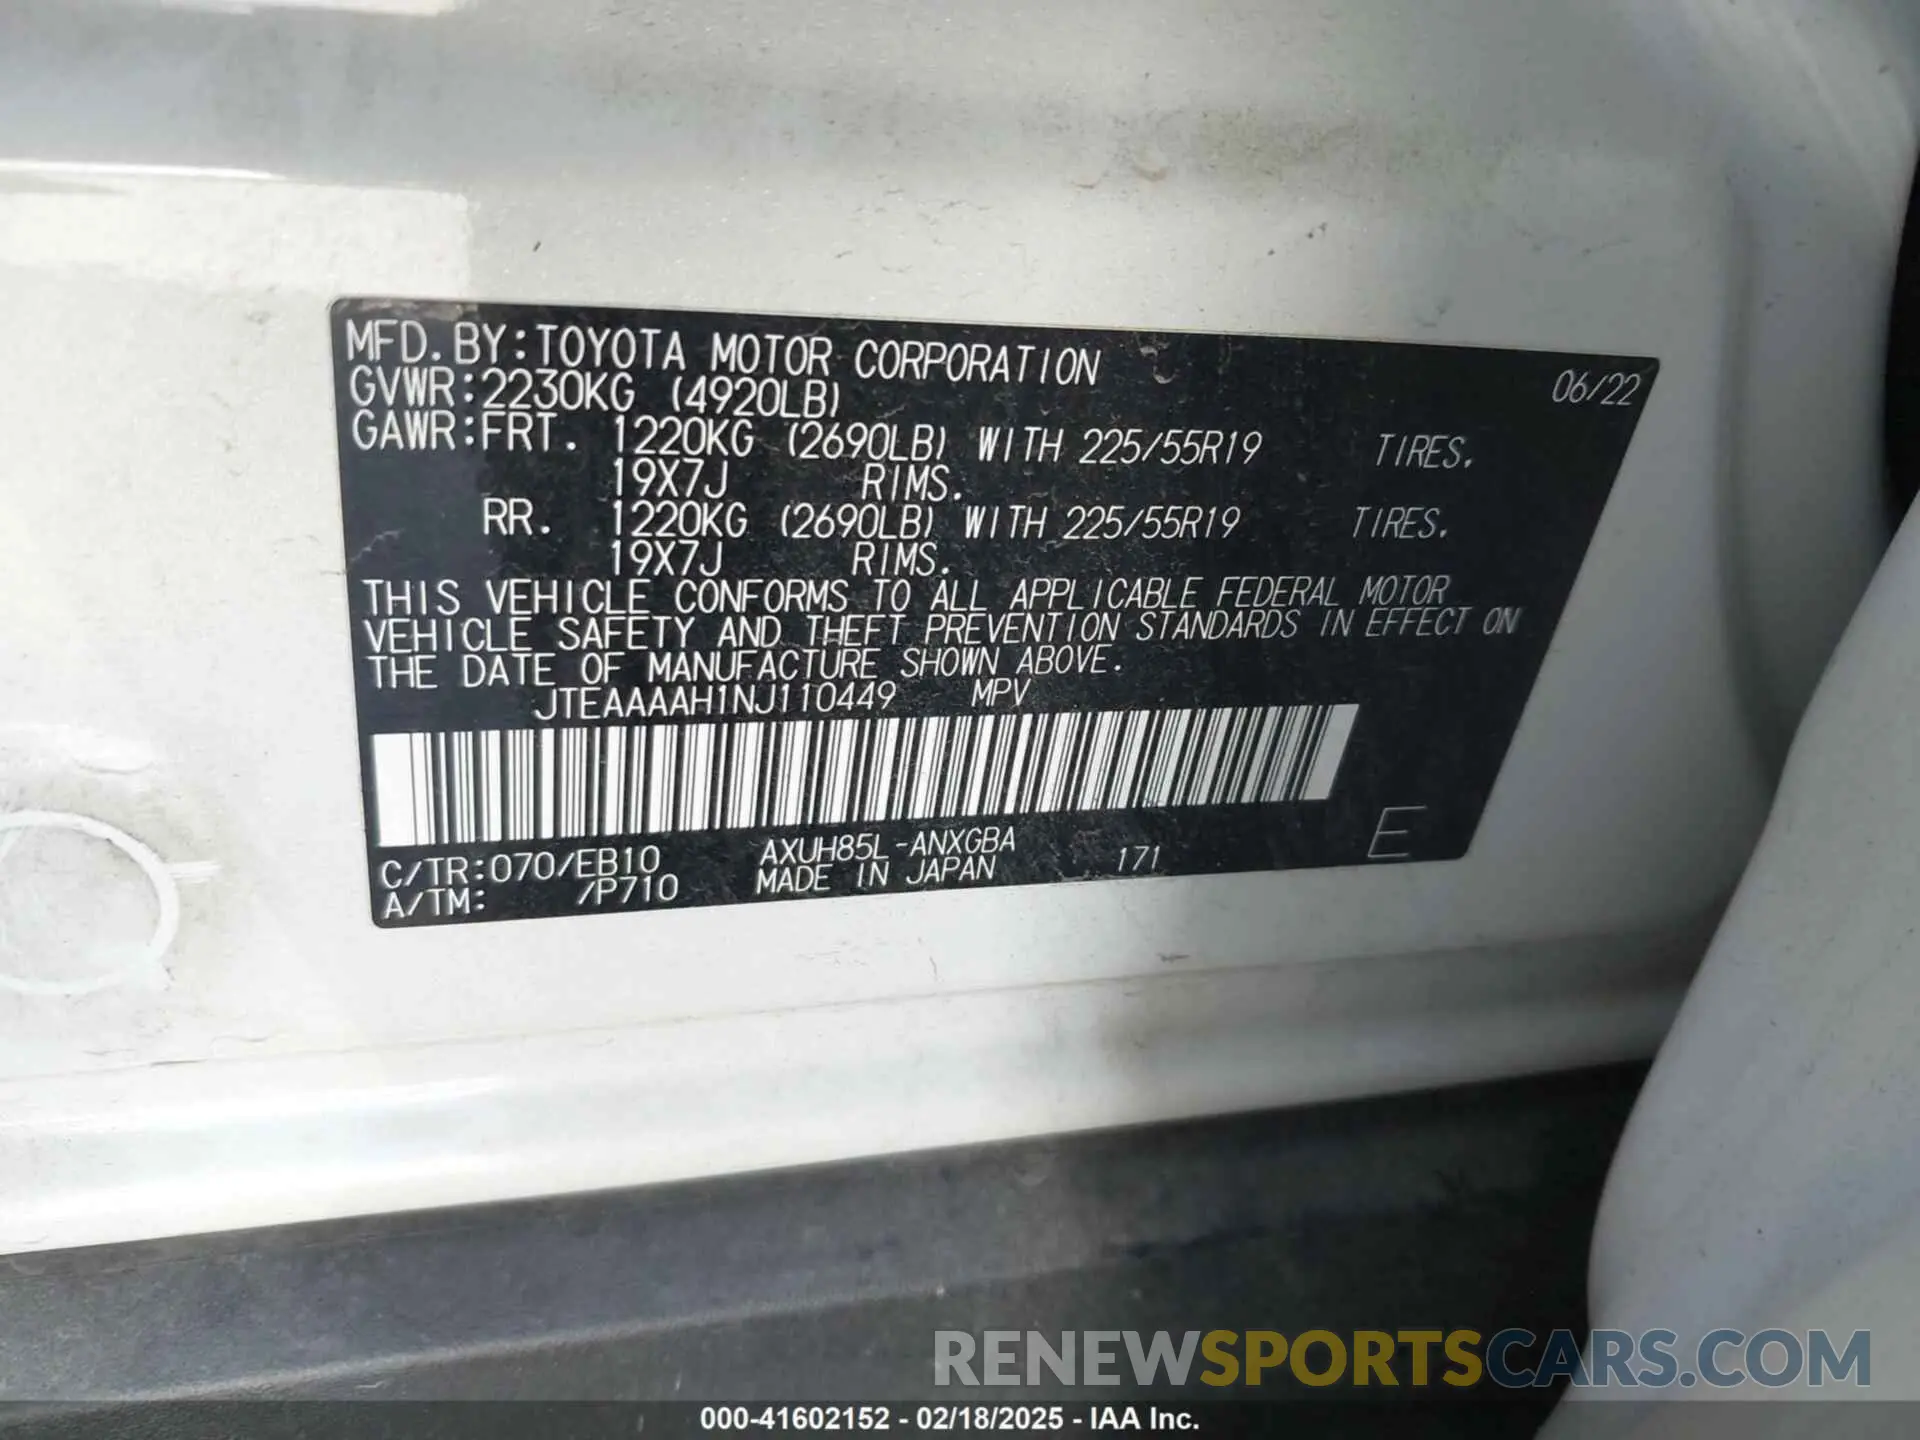 MFD. BY: TOYOTA MOTOR CORPORATION 06/22
GVWR: 2230KG (4920LB)
GAWR: FRT. 1220KG (2690LB) WITH 225/55R19 TIRES.
19X7J RIMS.
RR. 1220KG (2690LB) WITH 225/55R19 TIRES.
19X7J RIMS.
THIS VEHICLE CONFORMS TO ALL APPLICABLE FEDERAL MOTOR
VEHICLE SAFETY AND THEFT PREVENTION STANDARDS IN EFFECT ON
THE DATE OF MANUFACTURE SHOWN ABOVE.
JTEAAAAH1NJ110449 MPV
C/TR: 070/EB10 AXUH85L-ANXGBA 171 E
A/TM: /P710 MADE IN JAPAN
RENEWSPORTSCARS.COM
000-41602152 - 02/18/2025 - IAA Inc.